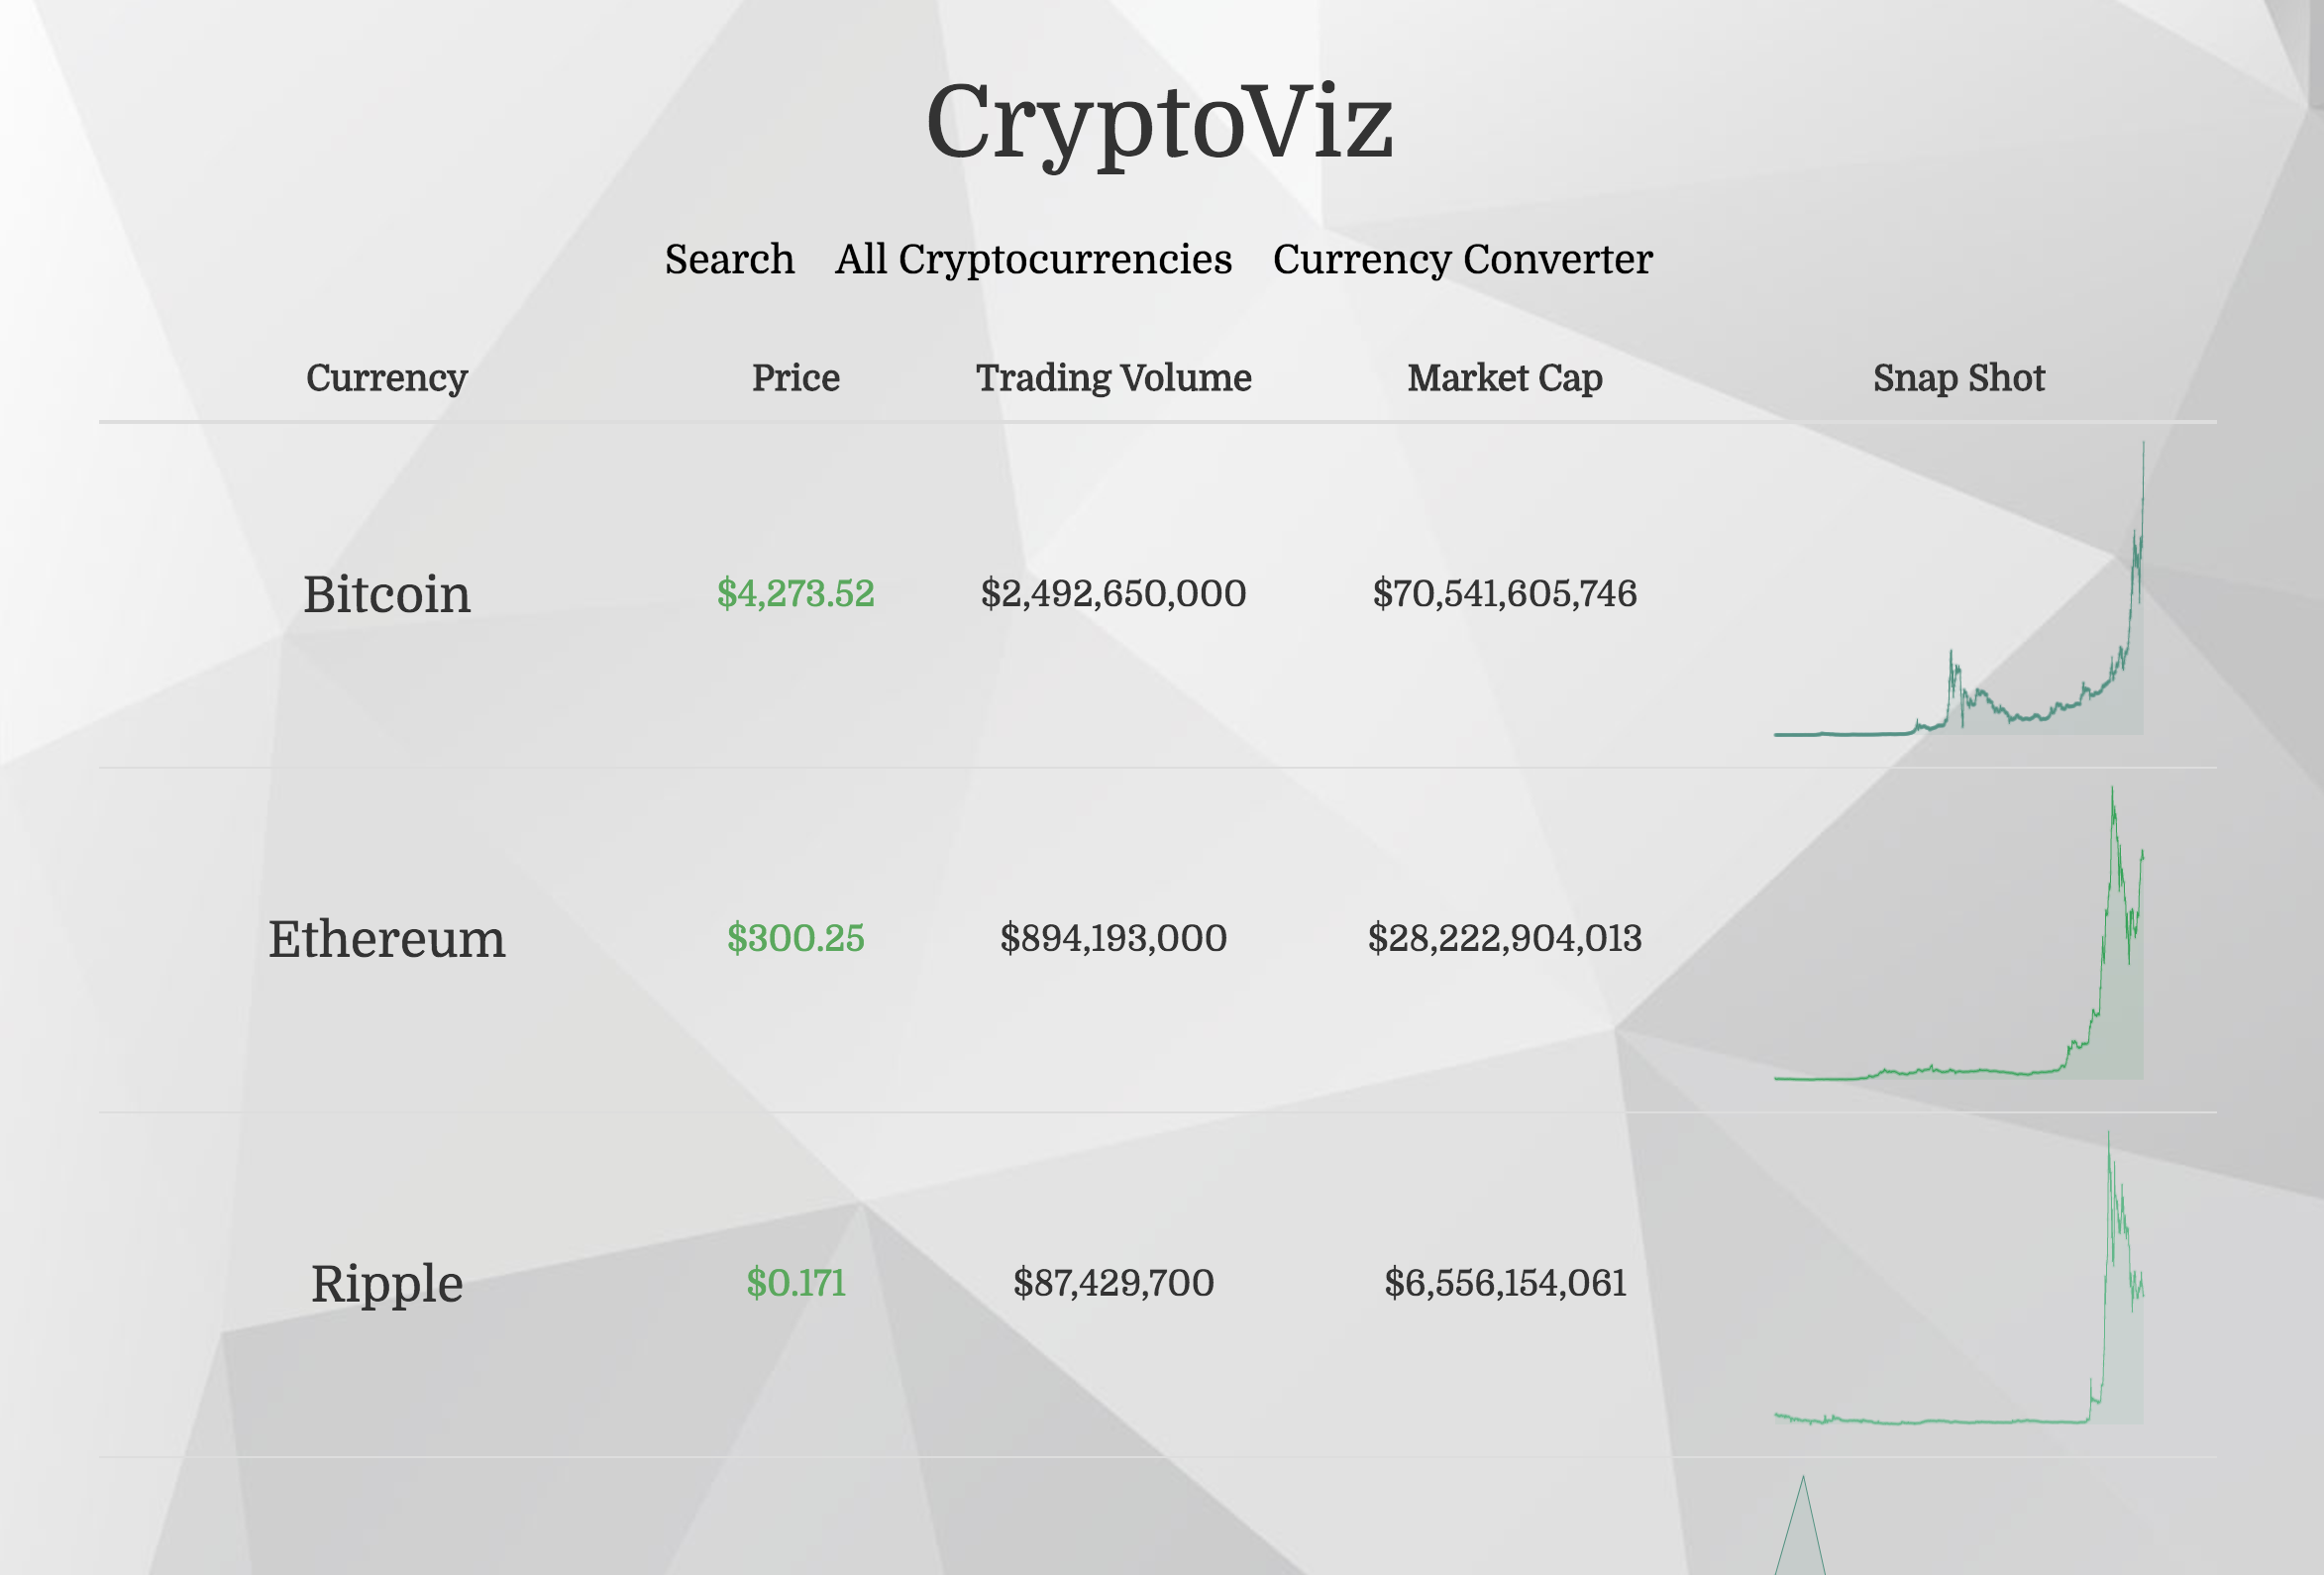 CryptoViz
Search All Cryptocurrencies Currency Converter
Currency Price Trading Volume Market Cap Snap Shot
Bitcoin $4,273.52 $2,492,650,000 $70,541,605,746
Ethereum $300.25 $894,193,000 $28,222,904,013
Ripple $0.171 $87,429,700 $6,556,154,061